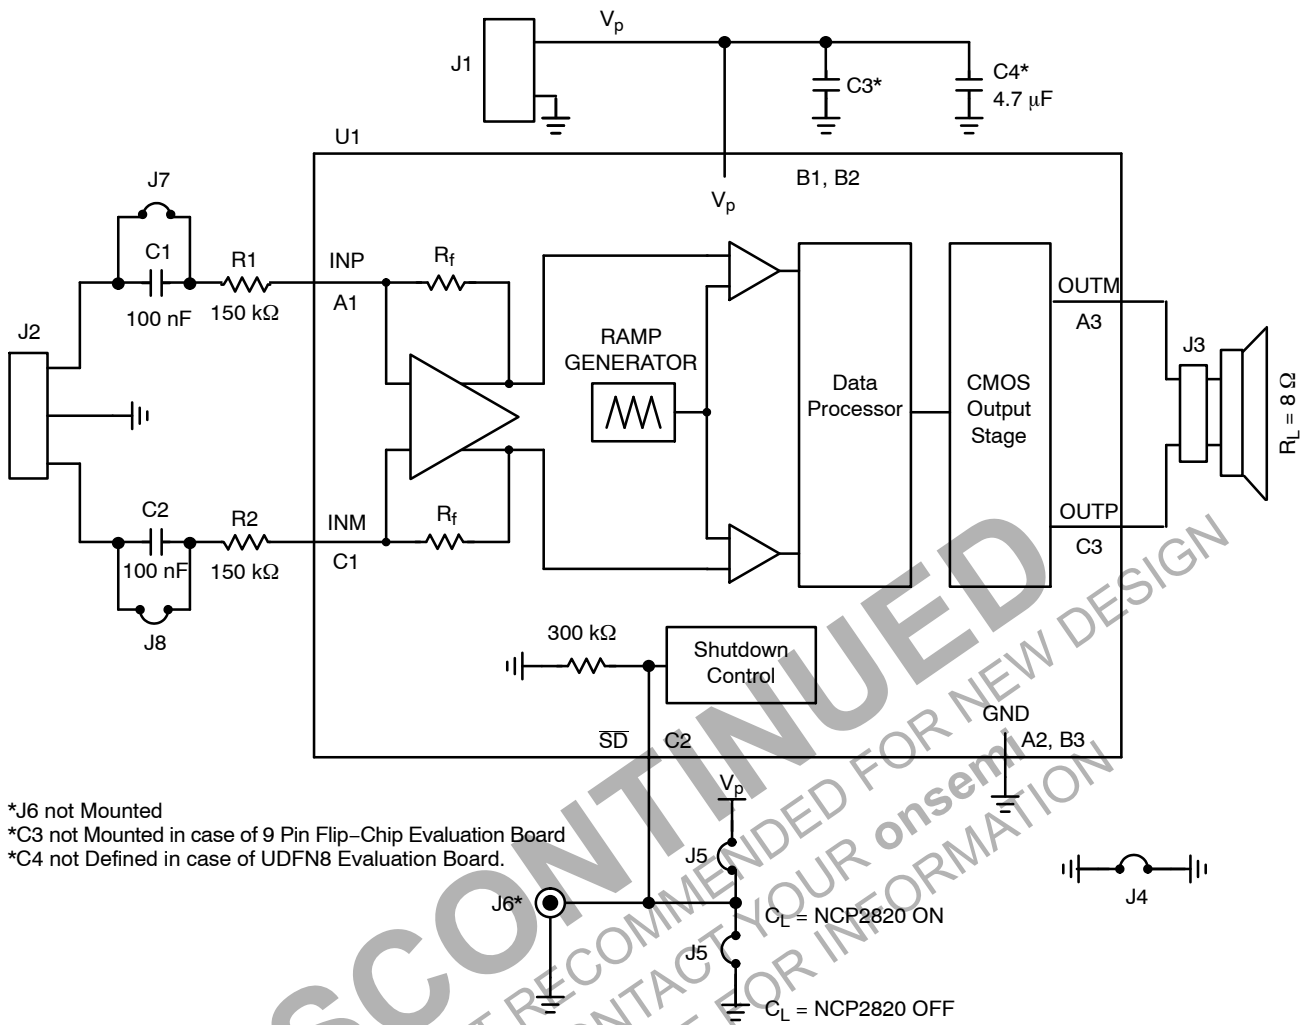 Vp
J1
C3*
C4*
4.7 μF
U1
B1, B2
Vp
J7
C1
100 nF
R1
150 kΩ
INP
A1
Rf
J2
RAMP
GENERATOR
Data
Processor
CMOS
Output
Stage
OUTM
A3
J3
RL = 8 Ω
C2
100 nF
R2
150 kΩ
INM
C1
Rf
OUTP
C3
J8
300 kΩ
Shutdown
Control
GND
A2, B3
SD
C2
Vp
*J6 not Mounted
*C3 not Mounted in case of 9 Pin Flip−Chip Evaluation Board
*C4 not Defined in case of UDFN8 Evaluation Board.
J5
J6*
CL = NCP2820 ON
J5
CL = NCP2820 OFF
J4
SCONTINUED
RECOMMENDED FOR NEW DESIGN
CONTACT YOUR onsemi
FOR INFORMATION